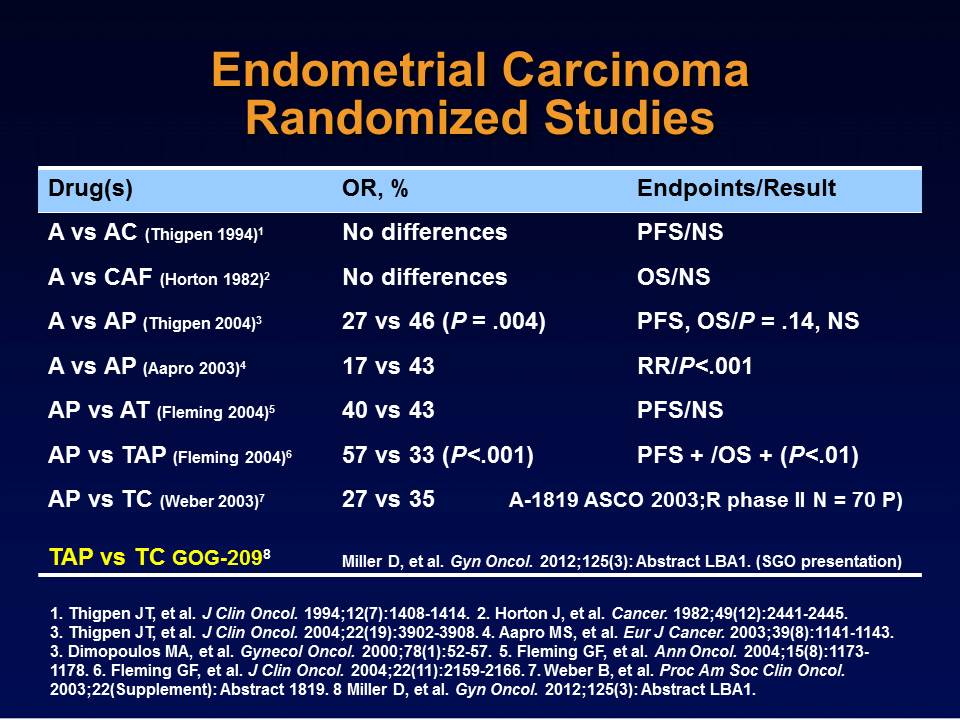 Endometrial Carcinoma
Randomized Studies
Drug(s) OR, % Endpoints/Result
A vs AC (Thigpen 1994)1 No differences PFS/NS
A vs CAF (Horton 1982)2 No differences OS/NS
A vs AP (Thigpen 2004)3 27 vs 46 (P = .004) PFS, OS/P = .14, NS
A vs AP (Aapro 2003)4 17 vs 43 RR/P<.001
AP vs AT (Fleming 2004)5 40 vs 43 PFS/NS
AP vs TAP (Fleming 2004)6 57 vs 33 (P<.001) PFS + /OS + (P<.01)
AP vs TC (Weber 2003)7 27 vs 35 A-1819 ASCO 2003;R phase II N = 70 P)
TAP vs TC GOG-2098 Miller D, et al. Gyn Oncol. 2012;125(3): Abstract LBA1. (SGO presentation)
1. Thigpen JT, et al. J Clin Oncol. 1994;12(7):1408-1414. 2. Horton J, et al. Cancer. 1982;49(12):2441-2445.
3. Thigpen JT, et al. J Clin Oncol. 2004;22(19):3902-3908. 4. Aapro MS, et al. Eur J Cancer. 2003;39(8):1141-1143.
3. Dimopoulos MA, et al. Gynecol Oncol. 2000;78(1):52-57. 5. Fleming GF, et al. Ann Oncol. 2004;15(8):1173-
1178. 6. Fleming GF, et al. J Clin Oncol. 2004;22(11):2159-2166. 7. Weber B, et al. Proc Am Soc Clin Oncol.
2003;22(Supplement): Abstract 1819. 8 Miller D, et al. Gyn Oncol. 2012;125(3): Abstract LBA1.